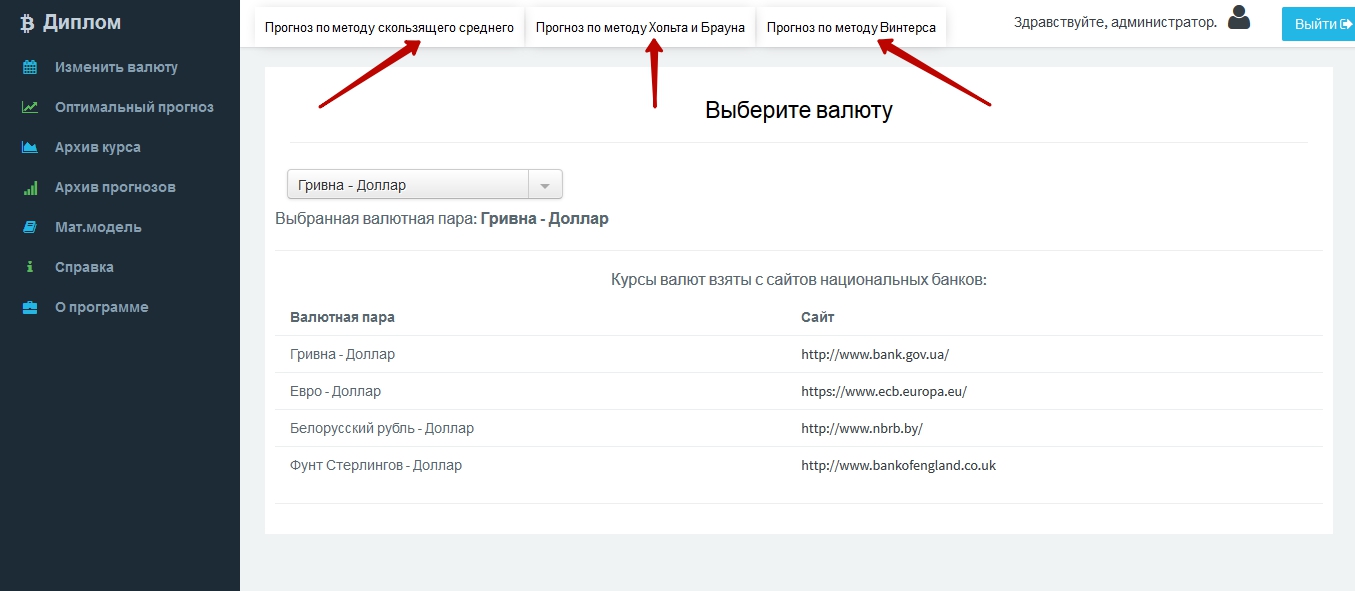 Диплом
Изменить валюту
Оптимальный прогноз
Архив курса
Архив прогнозов
Мат.модель
Справка
О программе
Прогноз по методу скользящего среднего
Прогноз по методу Хольта и Брауна
Прогноз по методу Винтерса
Здравствуйте, администратор.
Выйти
Выберите валюту
Гривна - Доллар
Выбранная валютная пара: Гривна - Доллар
Курсы валют взяты с сайтов национальных банков:
Валютная пара Сайт
Гривна - Доллар http://www.bank.gov.ua/
Евро - Доллар https://www.ecb.europa.eu/
Белорусский рубль - Доллар http://www.nbrb.by/
Фунт Стерлингов - Доллар http://www.bankofengland.co.uk